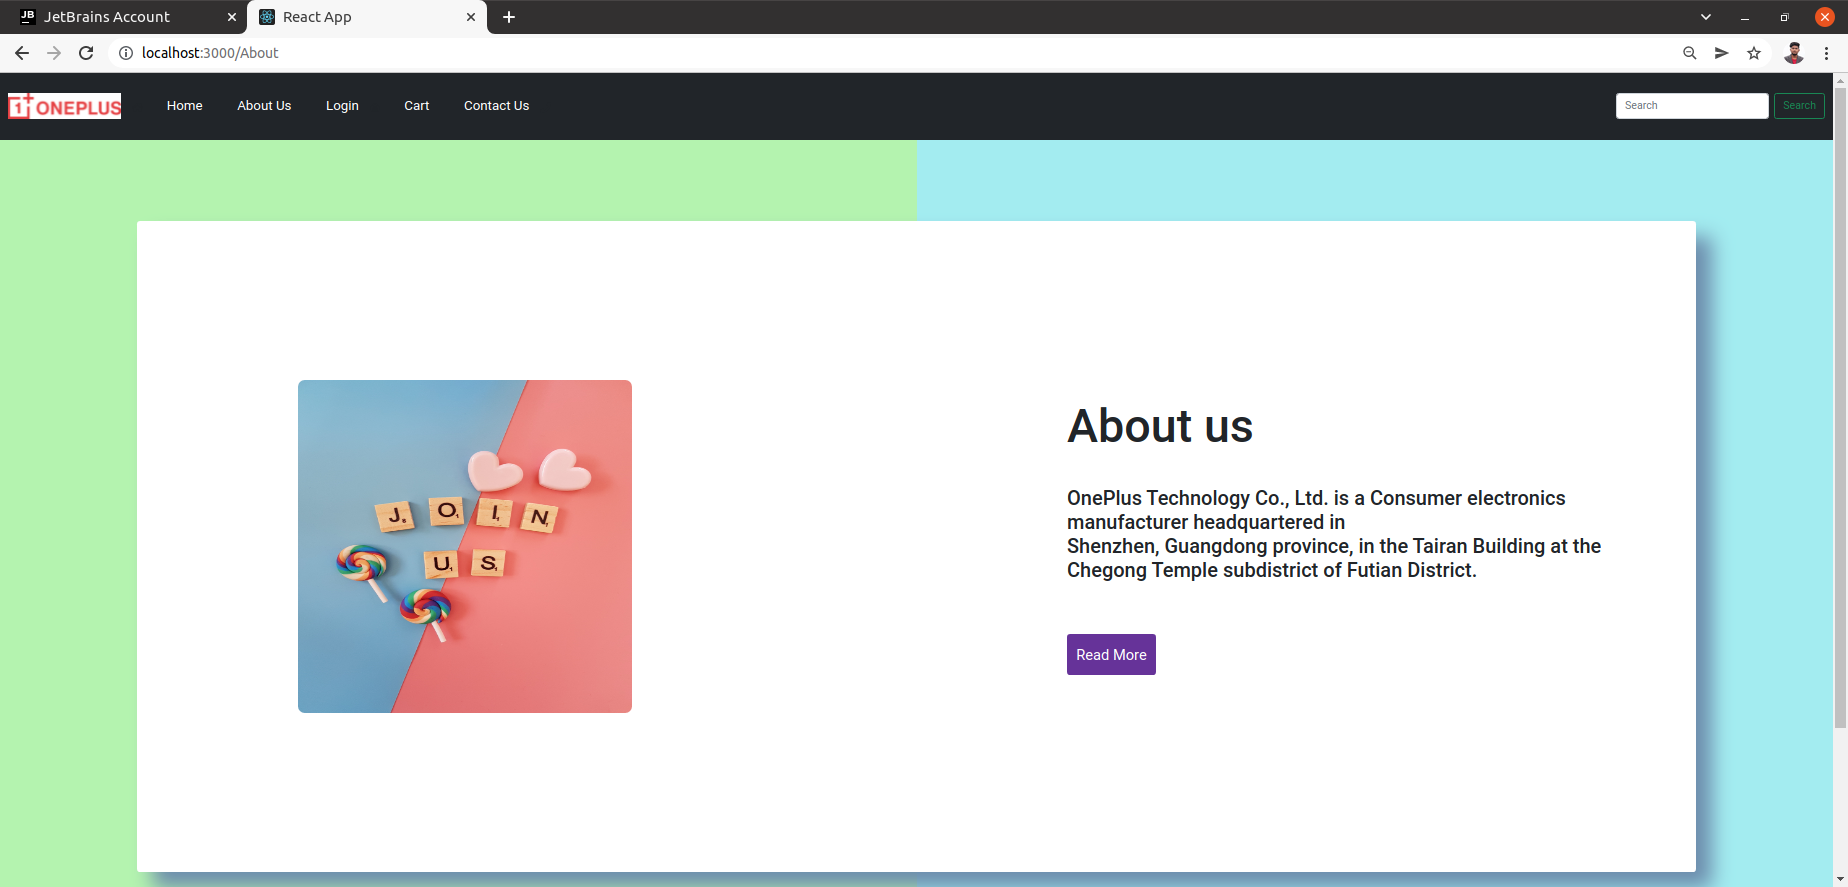 JB JetBrains Account
React App
localhost:3000/About
1+ ONEPLUS
Home
About Us
Login
Cart
Contact Us
Search
Search
J O I N
U S
About us
OnePlus Technology Co., Ltd. is a Consumer electronics
manufacturer headquartered in
Shenzhen, Guangdong province, in the Tairan Building at the
Chegong Temple subdistrict of Futian District.
Read More